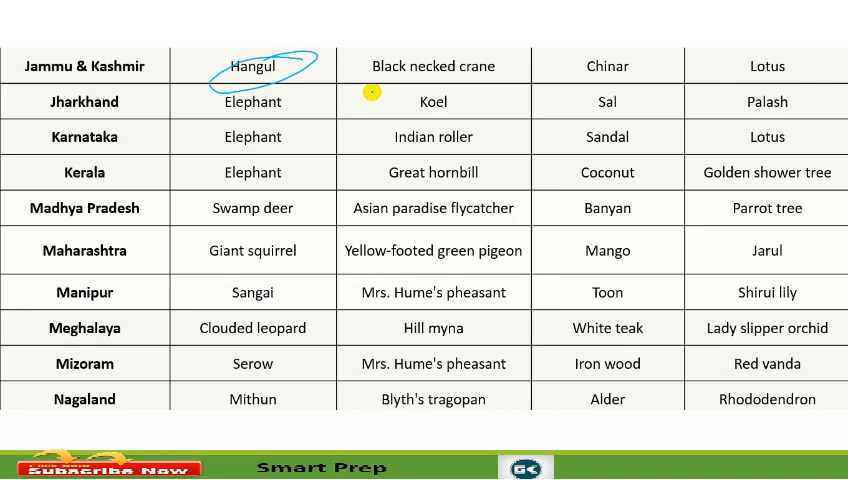 Jammu & Kashmir Hangul Black necked crane Chinar Lotus
Jharkhand Elephant Koel Sal Palash
Karnataka Elephant Indian roller Sandal Lotus
Kerala Elephant Great hornbill Coconut Golden shower tree
Madhya Pradesh Swamp deer Asian paradise flycatcher Banyan Parrot tree
Maharashtra Giant squirrel Yellow-footed green pigeon Mango Jarul
Manipur Sangai Mrs. Hume's pheasant Toon Shirui lily
Meghalaya Clouded leopard Hill myna White teak Lady slipper orchid
Mizoram Serow Mrs. Hume's pheasant Iron wood Red vanda
Nagaland Mithun Blyth's tragopan Alder Rhododendron
Subscribe Now Smart Prep GK